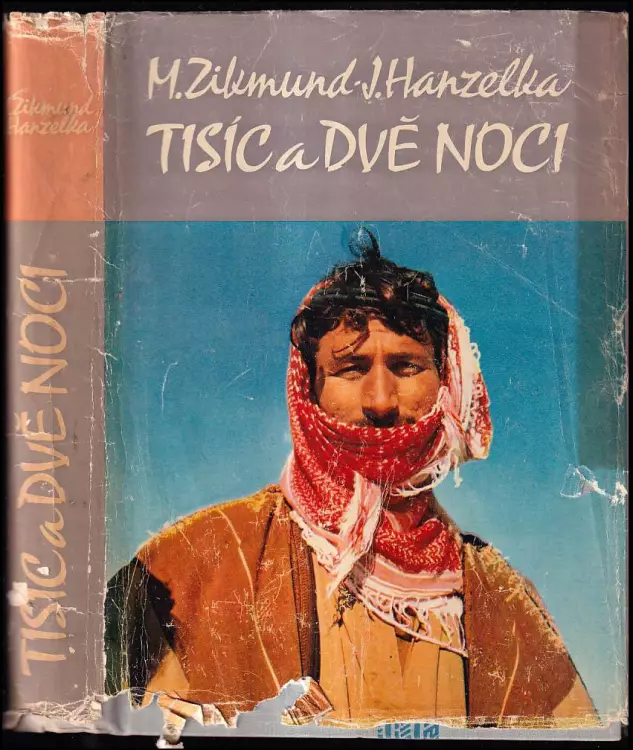 M.Zikmund-J.Hanzelka
TISÍC a DVĚ NOCI
Zikmund
Hanzelka
TISÍC a DVĚ NOCI